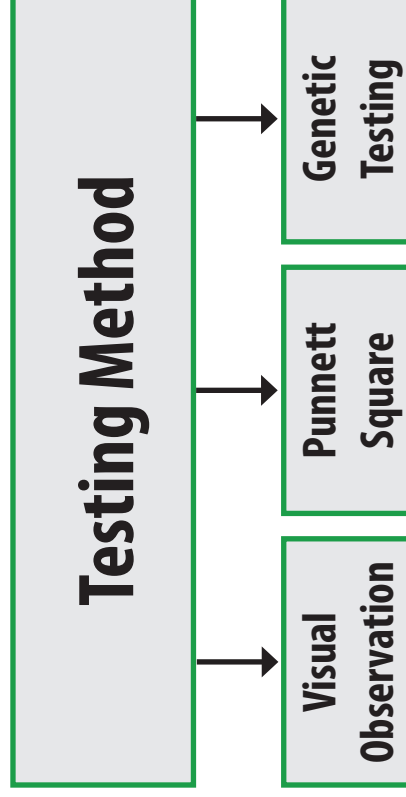 Testing Method
Visual
Observation
Punnett
Square
Genetic
Testing